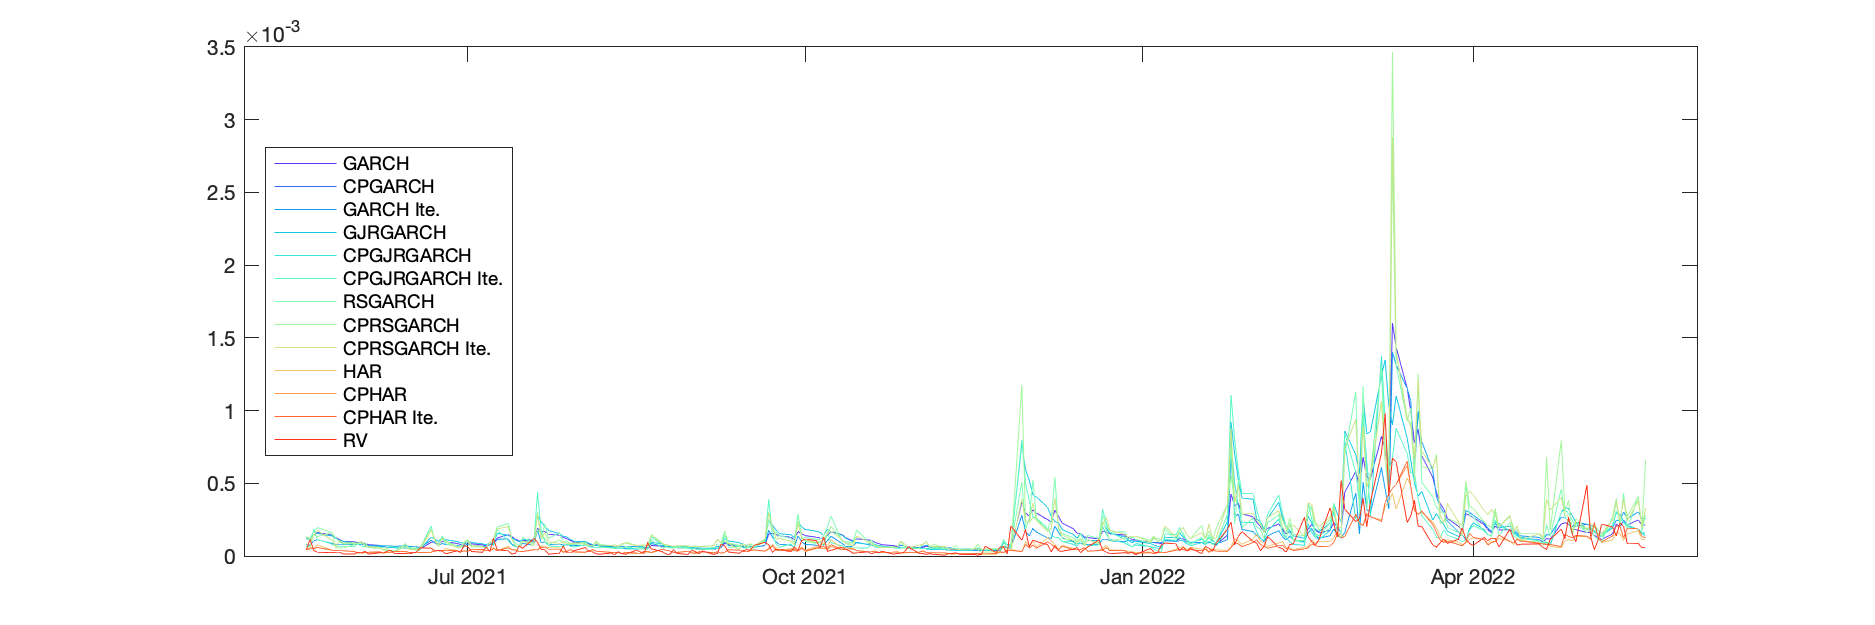 ×10-3
3.5
3
2.5
2
1.5
1
0.5
0
GARCH
CPGARCH
GARCH Ite.
GJRGARCH
CPGJRGARCH
CPGJRGARCH Ite.
RSGARCH
CPRSGARCH
CPRSGARCH Ite.
HAR
CPHAR
CPHAR Ite.
RV
Jul 2021
Oct 2021
Jan 2022
Apr 2022